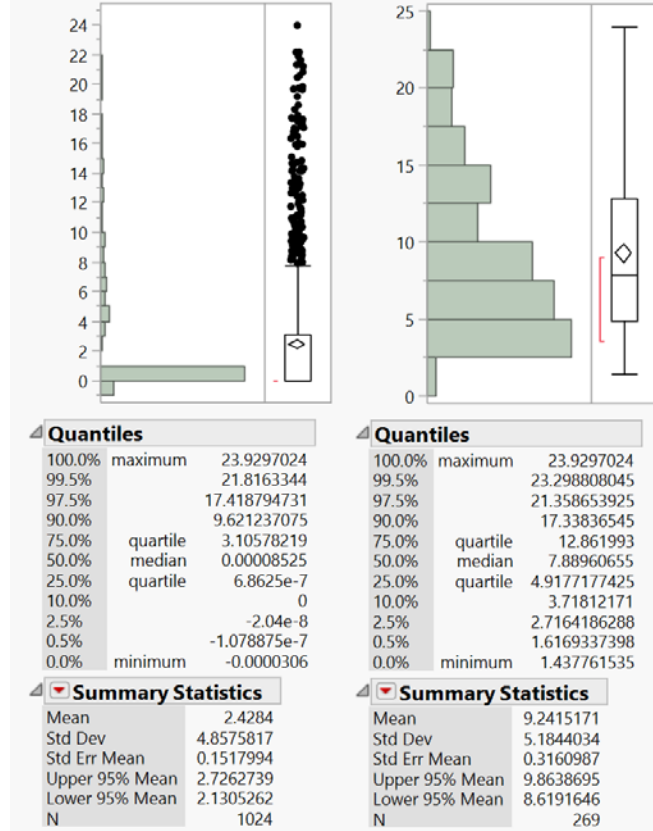 24
22
20
18
16
14
12
10
8
6
4
2
0
25
20
15
10
5
0
Quantiles
100.0% maximum 23.9297024
99.5% 21.8163344
97.5% 17.418794731
90.0% 9.621237075
75.0% quartile 3.10578219
50.0% median 0.00008525
25.0% quartile 6.8625e-7
10.0% 0
2.5% -2.04e-8
0.5% -1.078875e-7
0.0% minimum -0.0000306
Summary Statistics
Mean 2.4284
Std Dev 4.8575817
Std Err Mean 0.1517994
Upper 95% Mean 2.7262739
Lower 95% Mean 2.1305262
N 1024
Quantiles
100.0% maximum 23.9297024
99.5% 23.298808045
97.5% 21.358653925
90.0% 17.33836545
75.0% quartile 12.861993
50.0% median 7.88960655
25.0% quartile 4.9177177425
10.0% 3.71812171
2.5% 2.7164186288
0.5% 1.6169337398
0.0% minimum 1.437761535
Summary Statistics
Mean 9.2415171
Std Dev 5.1844034
Std Err Mean 0.3160987
Upper 95% Mean 9.8638695
Lower 95% Mean 8.6191646
N 269